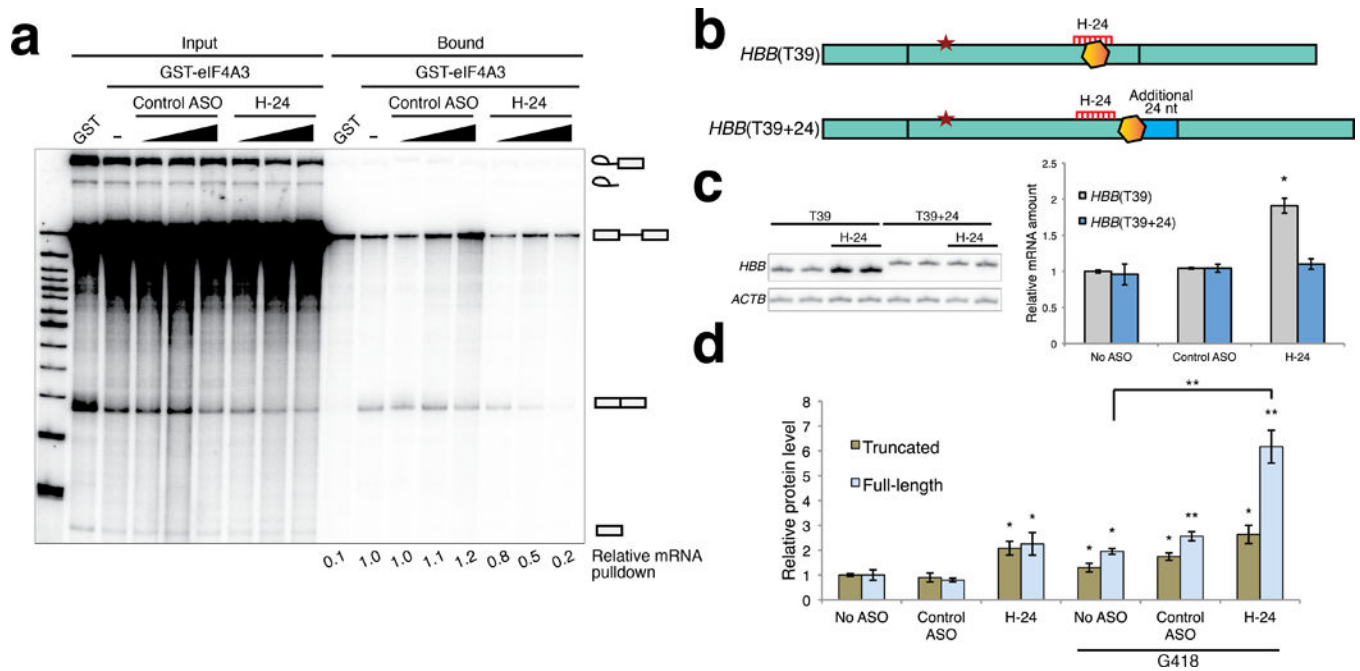 a
Input
Bound
GST-eIF4A3
GST-eIF4A3
Control ASO
H-24
Control ASO
H-24
GST
–
GST
–
0.1 1.0 1.0 1.1 1.2 0.8 0.5 0.2
Relative mRNA
pulldown
b
H-24
HBB(T39)
H-24
Additional
24 nt
HBB(T39+24)
c
T39
T39+24
H-24
H-24
HBB
ACTB
Relative mRNA amount
2.5
2
1.5
1
0.5
0
*
HBB(T39)
HBB(T39+24)
No ASO
Control ASO
H-24
d
Relative protein level
8
7
6
5
4
3
2
1
0
Truncated
Full-length
**
* *
* *
* **
* **
No ASO
Control
ASO
H-24
No ASO
Control
ASO
H-24
G418